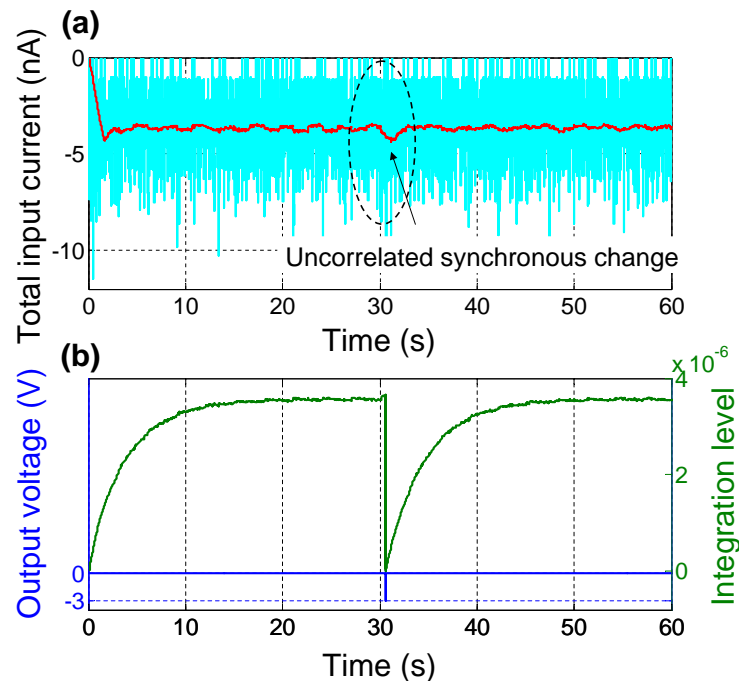 (a)
Total input current (nA)
0
-5
-10
Uncorrelated synchronous change
0 10 20 30 40 50 60
Time (s)
(b)
x 10^-6
Output voltage (V)
0
-3
4
2
0
Integration level
0 10 20 30 40 50 60
Time (s)